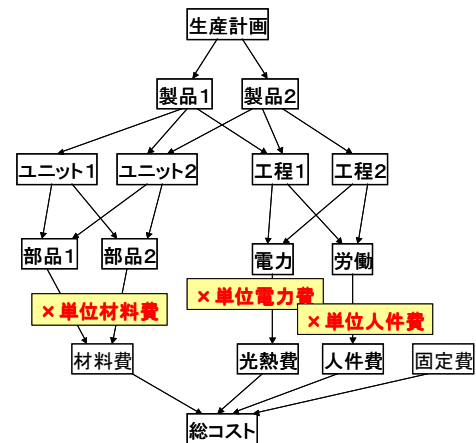 生産計画
製品1
製品2
ユニット1
ユニット2
工程1
工程2
部品1
部品2
電力
労働
×単位材料費
×単位電力費
×単位人件費
材料費
光熱費
人件費
固定費
総コスト